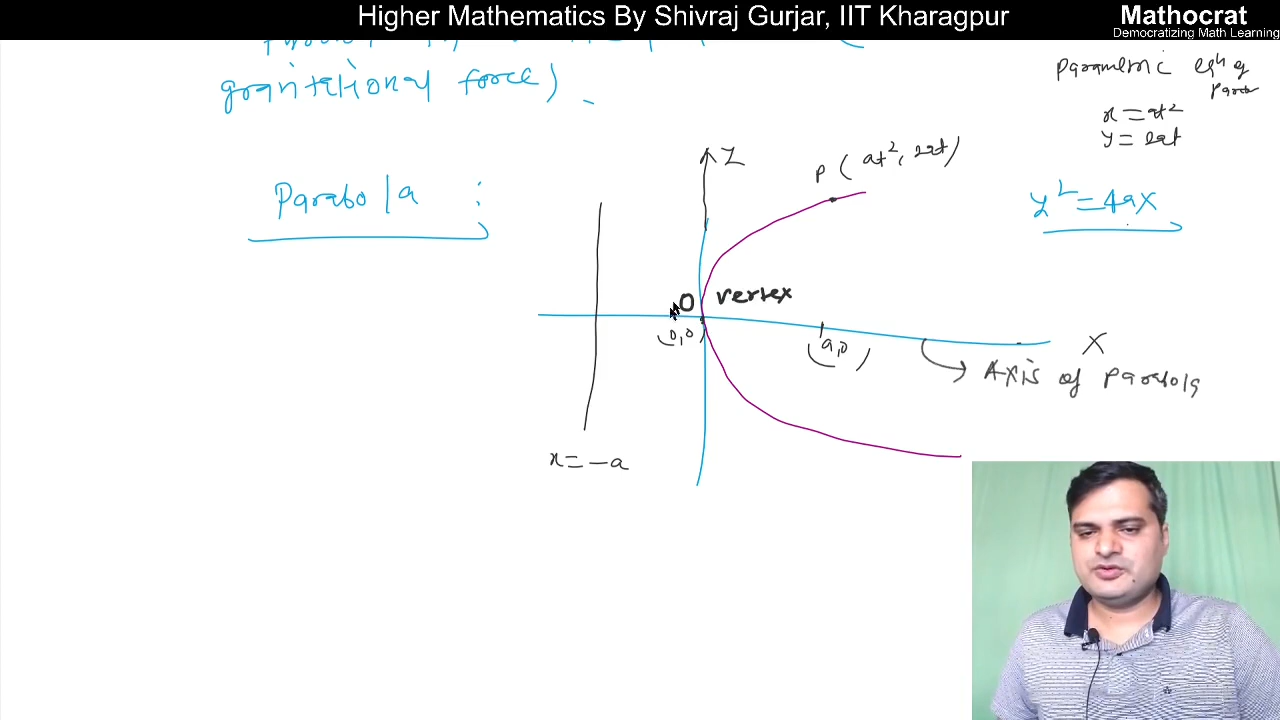 Higher Mathematics By Shivraj Gurjar, IIT Kharagpur
Mathocrat
Democratizing Math Learning
gravitational force) .
Parametric eqn of
Para
x = at²
y = 2at
Parabola :
y² = 4ax
Y
P ( at², 2at)
O vertex
(0,0)
(a,0)
X
Axis of Parabola
x = -a